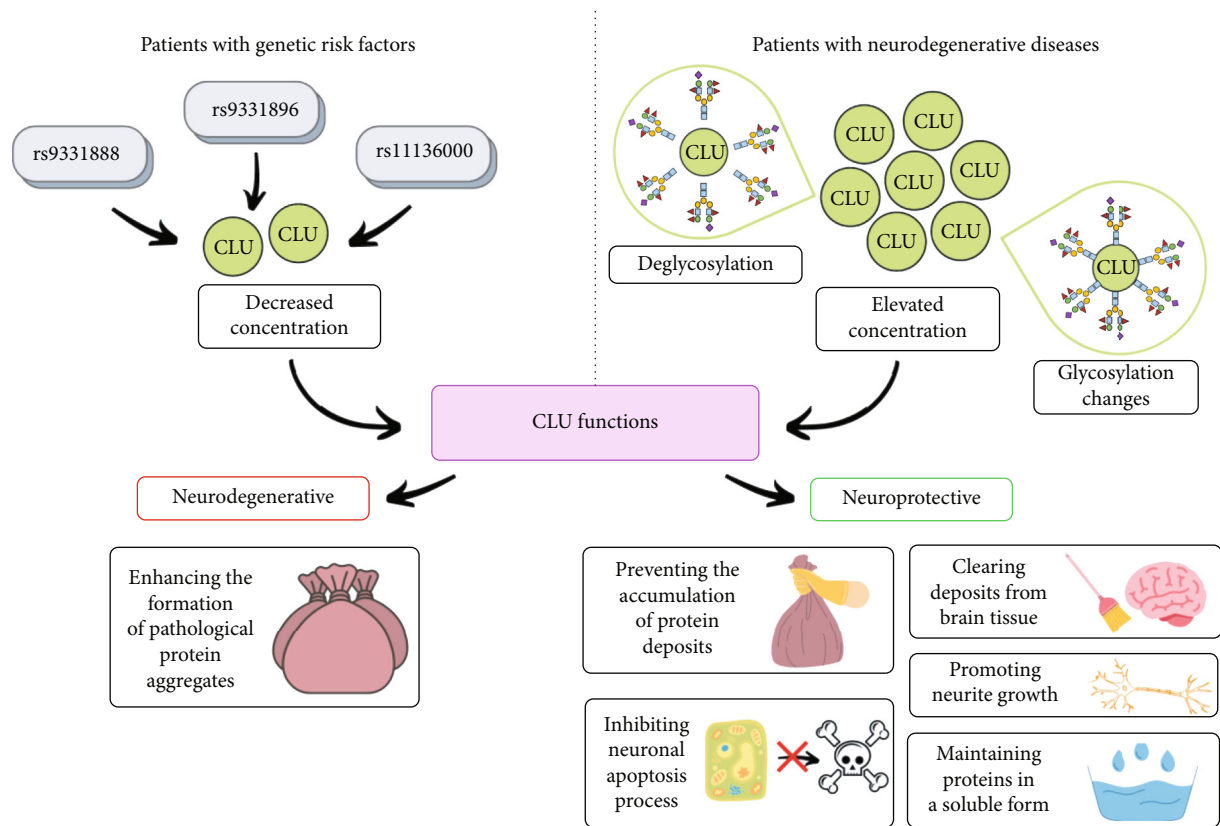 Patients with genetic risk factors
rs9331896
rs9331888
rs11136000
CLU
CLU
Decreased
concentration
Patients with neurodegenerative diseases
CLU
Deglycosylation
CLU
CLU
CLU
CLU
CLU
CLU
CLU
Elevated
concentration
CLU
Glycosylation
changes
CLU functions
Neurodegenerative
Enhancing the
formation
of pathological
protein
aggregates
Neuroprotective
Preventing the
accumulation
of protein
deposits
Clearing
deposits from
brain tissue
Promoting
neurite growth
Inhibiting
neuronal
apoptosis
process
Maintaining
proteins in
a soluble form